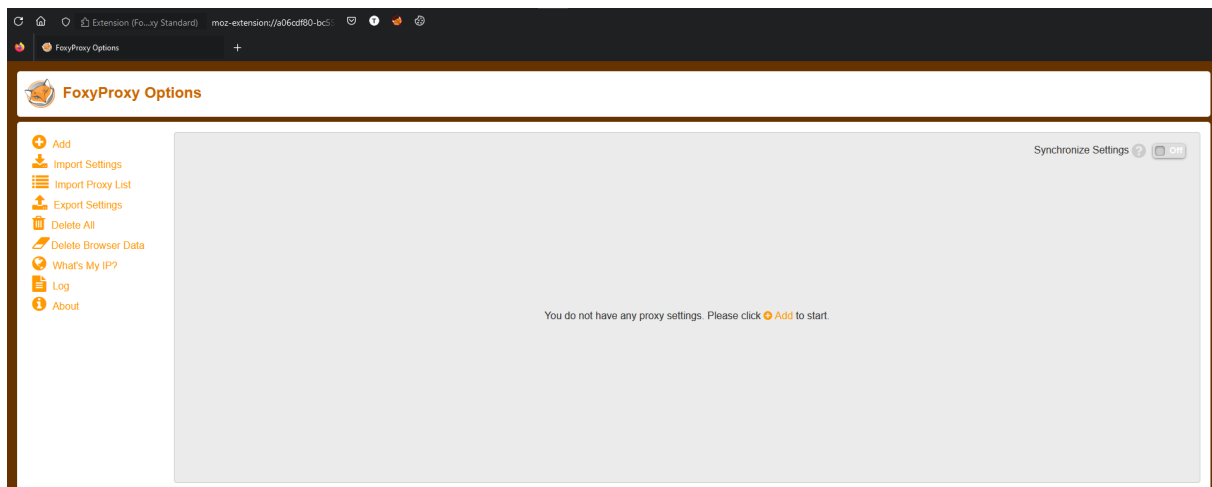 Extension (Fo...xy Standard) moz-extension://a06cdf80-bc5
FoxyProxy Options +
FoxyProxy Options
Add
Import Settings
Import Proxy List
Export Settings
Delete All
Delete Browser Data
What's My IP?
Log
About
Synchronize Settings ? Off
You do not have any proxy settings. Please click Add to start.